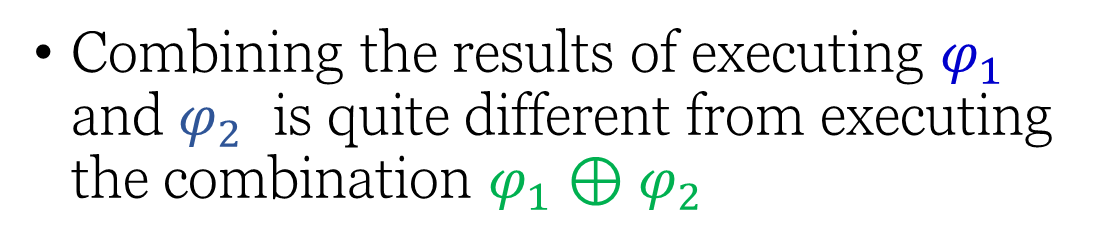 • Combining the results of executing φ₁
and φ₂ is quite different from executing
the combination φ₁ ⊕ φ₂